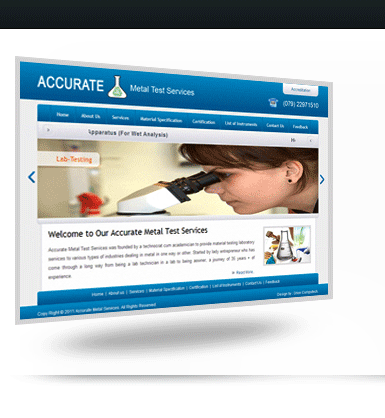 ACCURATE Metal Test Services
Accreditation
(079) 22971510
Home About Us Services Material Specification Certification List of Instruments Contact Us Feedback
Apparatus (For Wet Analysis)
Lab-Testing
Welcome to Our Accurate Metal Test Services
Accurate Metal Test Services was founded by a technocrat cum academician to provide material testing laboratory
services to various types of industries dealing in metal in one way or other. Started by lady entrepreneur who has
come through a long way from being a lab technician in a lab to being aowner. a journey of 30 years + of
experience
Read More
Home | About us | Services | Material Specification | Certification | List of Instruments | Contact Us | Feedback
Copy Right @ 2011 Accurate Metal Services. All Rights Reserved.
Design by